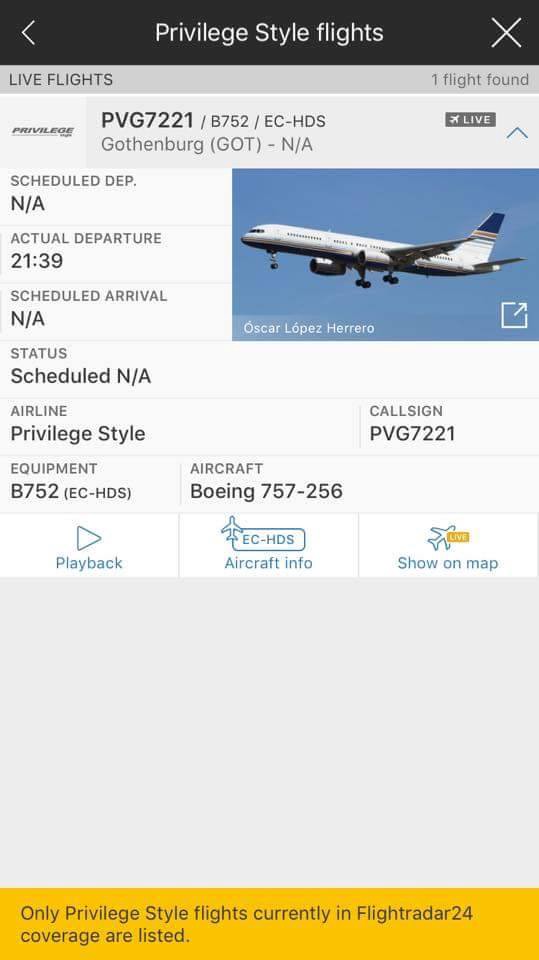 Privilege Style flights
LIVE FLIGHTS 1 flight found
PRIVILEGE
PVG7221 / B752 / EC-HDS LIVE
Gothenburg (GOT) - N/A
SCHEDULED DEP.
N/A
ACTUAL DEPARTURE
21:39
SCHEDULED ARRIVAL
N/A
Óscar López Herrero
STATUS
Scheduled N/A
AIRLINE CALLSIGN
Privilege Style PVG7221
EQUIPMENT AIRCRAFT
B752 (EC-HDS) Boeing 757-256
EC-HDS LIVE
Playback Aircraft info Show on map
Only Privilege Style flights currently in Flightradar24
coverage are listed.